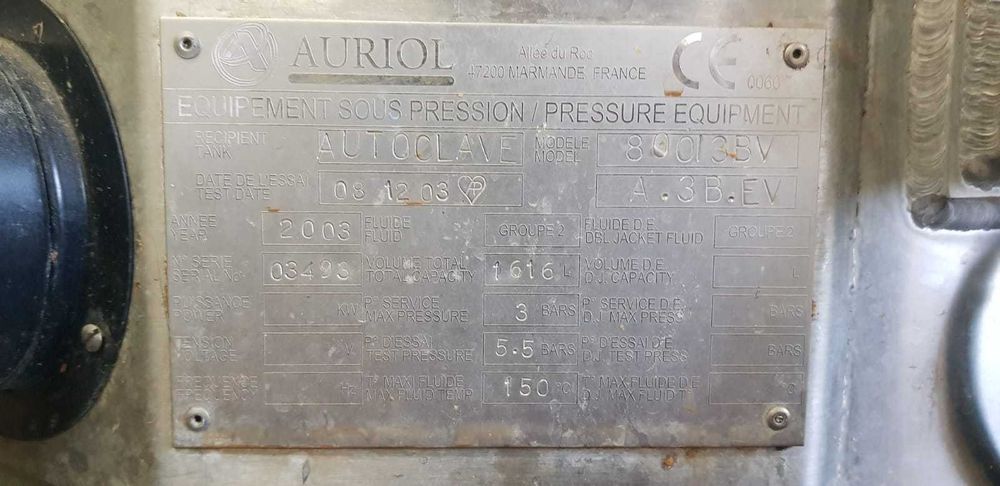 AURIOL
Allée du Roc
47200 MARMANDE FRANCE
CE
0060
EQUIPEMENT SOUS PRESSION / PRESSURE EQUIPMENT
RECIPIENT
TANK
AUTOCLAVE
MODELE
MODEL
800I3BV
DATE DE L'ESSAI
TEST DATE
08 12 03
A.3B.EV
ANNÉE
YEAR
2003
FLUIDE
FLUID
GROUPE 2
FLUIDE D.E.
DBL JACKET FLUID
GROUPE 2
N° SERIE
SERIAL No.
VOLUME TOTAL
TOTAL CAPACITY
1616 L
VOLUME D.E.
D.J. CAPACITY
L
PUISSANCE
POWER
KW
P° SERVICE
MAX PRESSURE
3 BARS
P° SERVICE D.E.
D.J. MAX PRESS
BARS
TENSION
VOLTAGE
V
P° D'ESSAI
TEST PRESSURE
5.5 BARS
P° D'ESSAI D.E.
D.J. TEST PRESS
BARS
FREQUENCE
FREQUENCY
Hz
T° MAXI FLUIDE
MAX FLUID TEMP
150 °C
T° MAX FLUIDE D.E
MAX FLUID T°
°C